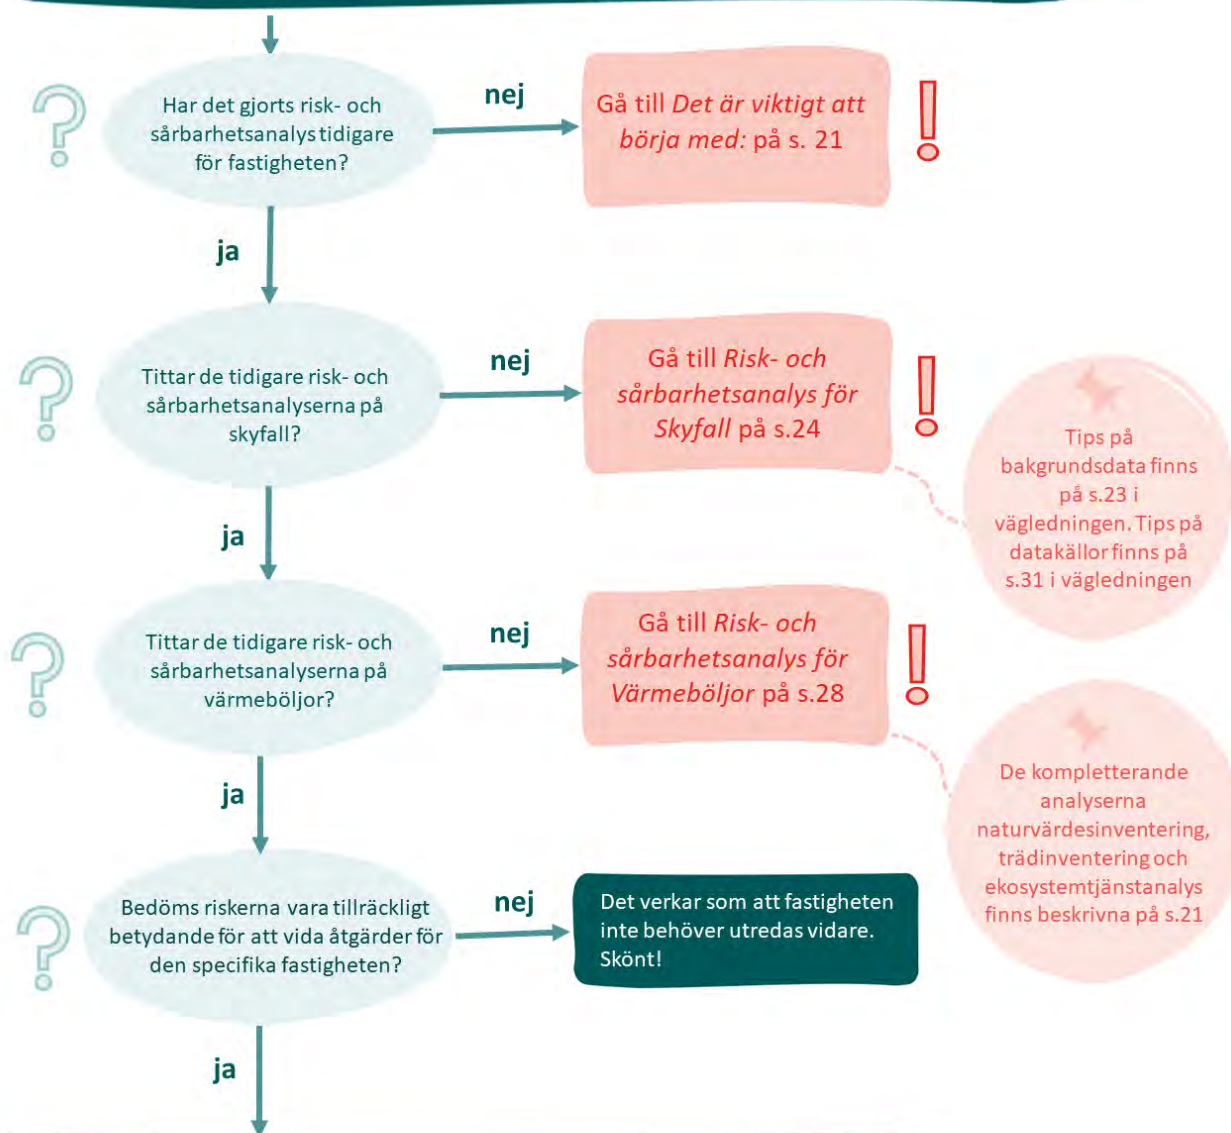 Har det gjorts risk- och
sårbarhetsanalys tidigare
för fastigheten?
nej
Gå till Det är viktigt att
börja med: på s. 21
ja
Tittar de tidigare risk- och
sårbarhetsanalyserna på
skyfall?
nej
Gå till Risk- och
sårbarhetsanalys för
Skyfall på s.24
Tips på
bakgrundsdata finns
på s.23 i
vägledningen. Tips på
datakällor finns på
s.31 i vägledningen
ja
Tittar de tidigare risk- och
sårbarhetsanalyserna på
värmeböljor?
nej
Gå till Risk- och
sårbarhetsanalys för
Värmeböljor på s.28
De kompletterande
analyserna
naturvärdesinventering,
trädinventering och
ekosystemtjänstanalys
finns beskrivna på s.21
ja
Bedöms riskerna vara tillräckligt
betydande för att vida åtgärder för
den specifika fastigheten?
nej
Det verkar som att fastigheten
inte behöver utredas vidare.
Skönt!
ja